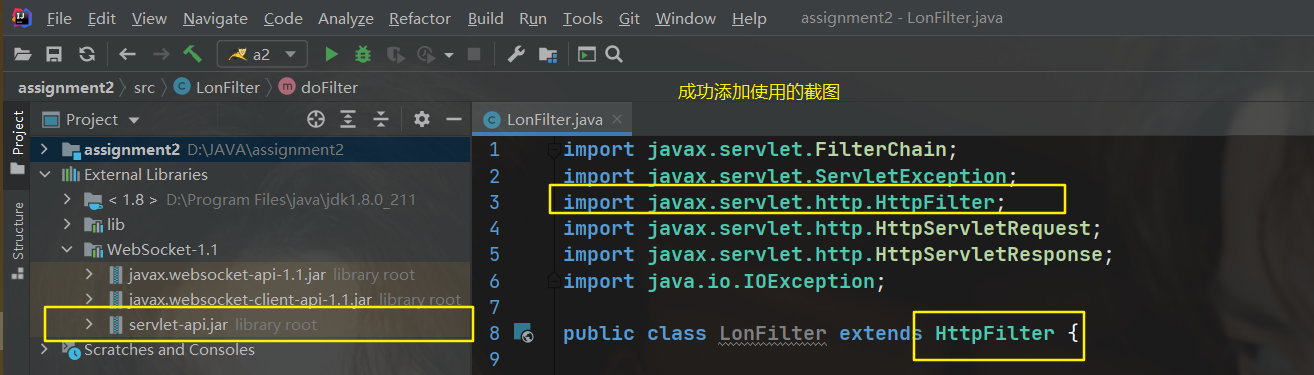 File Edit View Navigate Code Analyze Refactor Build Run Tools Git Window Help assignment2 - LonFilter.java
a2
assignment2 src LonFilter doFilter
成功添加使用的截图
Project
Structure
Project
assignment2 D:\JAVA\assignment2
External Libraries
< 1.8 > D:\Program Files\java\jdk1.8.0_211
lib
WebSocket-1.1
javax.websocket-api-1.1.jar library root
javax.websocket-client-api-1.1.jar library root
servlet-api.jar library root
Scratches and Consoles
LonFilter.java
1 import javax.servlet.FilterChain;
2 import javax.servlet.ServletException;
3 import javax.servlet.http.HttpFilter;
4 import javax.servlet.http.HttpServletRequest;
5 import javax.servlet.http.HttpServletResponse;
6 import java.io.IOException;
7
8 public class LonFilter extends HttpFilter {
9